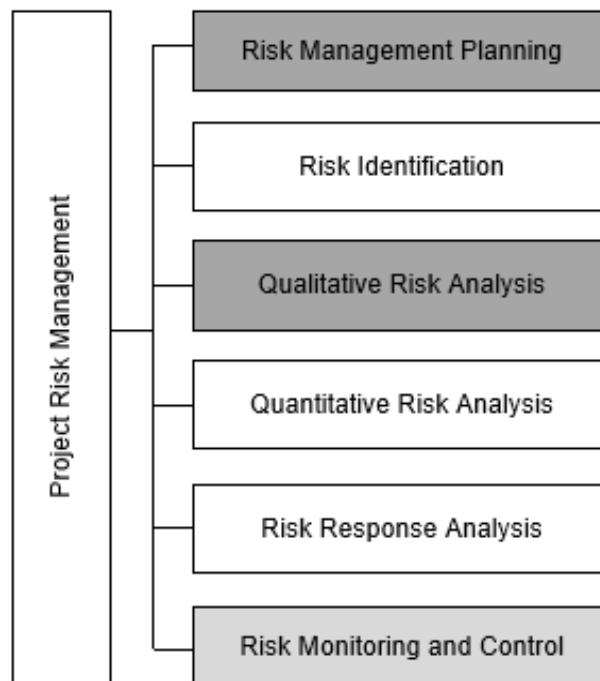 Project Risk Management
Risk Management Planning
Risk Identification
Qualitative Risk Analysis
Quantitative Risk Analysis
Risk Response Analysis
Risk Monitoring and Control